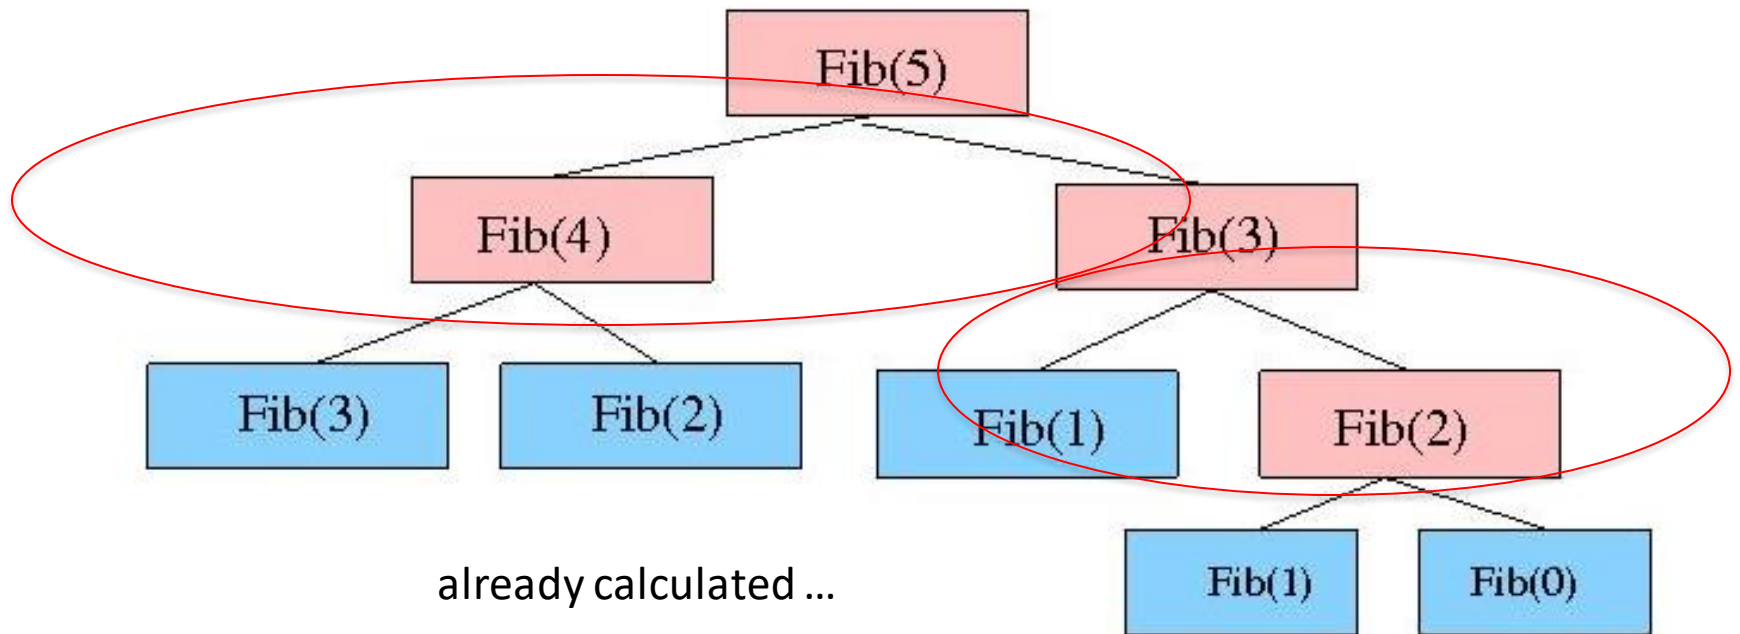 Fib(5)
Fib(4)
Fib(3)
Fib(3)
Fib(2)
Fib(1)
Fib(2)
already calculated ...
Fib(1)
Fib(0)